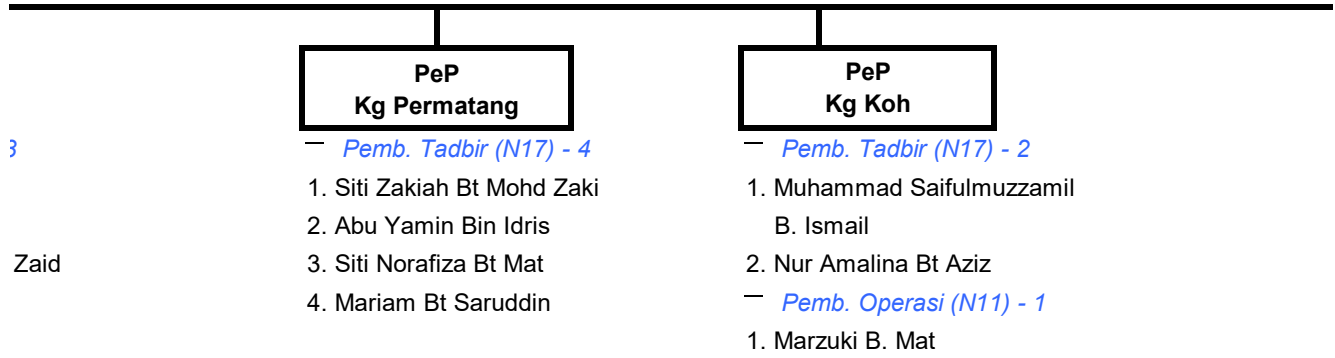 3
Zaid
PeP
Kg Permatang
Pemb. Tadbir (N17) - 4
1. Siti Zakiah Bt Mohd Zaki
2. Abu Yamin Bin Idris
3. Siti Norafiza Bt Mat
4. Mariam Bt Saruddin
PeP
Kg Koh
Pemb. Tadbir (N17) - 2
1. Muhammad Saifulmuzzamil
B. Ismail
2. Nur Amalina Bt Aziz
Pemb. Operasi (N11) - 1
1. Marzuki B. Mat